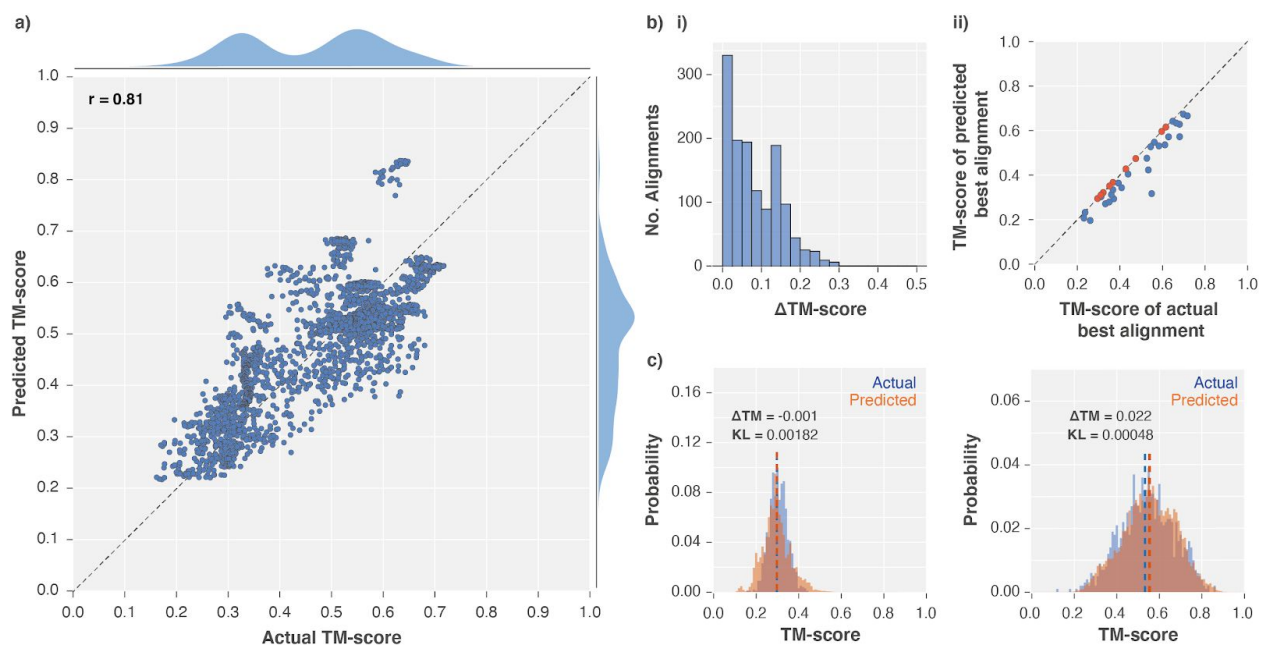 a)
r = 0.81
1.0
0.9
0.8
0.7
0.6
0.5
0.4
0.3
0.2
0.1
0.0
Predicted TM-score
0.0 0.1 0.2 0.3 0.4 0.5 0.6 0.7 0.8 0.9 1.0
Actual TM-score
b) i)
300
200
100
0
No. Alignments
0.0 0.1 0.2 0.3 0.4 0.5
ΔTM-score
ii)
1.0
0.8
0.6
0.4
0.2
0.0
TM-score of predicted
best alignment
0.0 0.2 0.4 0.6 0.8 1.0
TM-score of actual
best alignment
c)
Actual
Predicted
ΔTM = -0.001
KL = 0.00182
0.16
0.12
0.08
0.04
0.00
Probability
0.0 0.2 0.4 0.6 0.8 1.0
TM-score
Actual
Predicted
ΔTM = 0.022
KL = 0.00048
0.06
0.04
0.02
0.00
Probability
0.0 0.2 0.4 0.6 0.8 1.0
TM-score